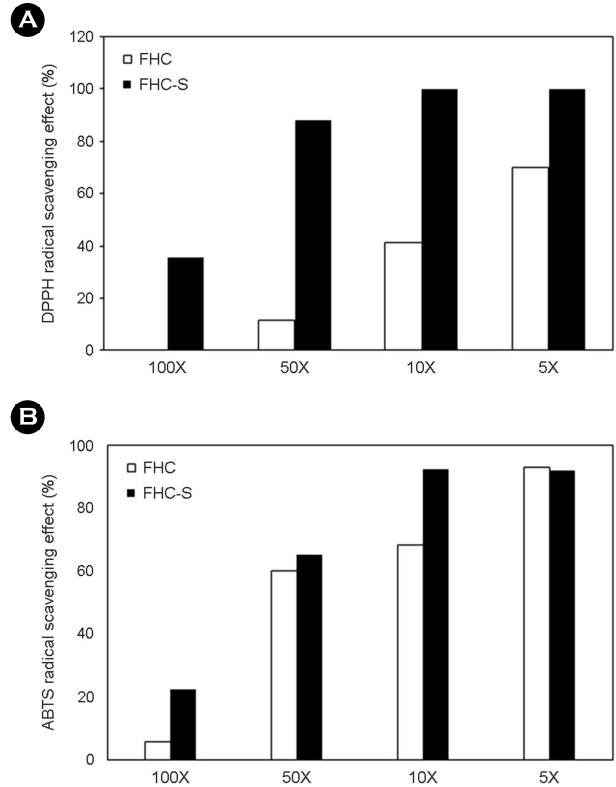 A
DPPH radical scavenging effect (%)
120
100
80
60
40
20
0
FHC
FHC-S
100X 50X 10X 5X
B
ABTS radical scavenging effect (%)
100
80
60
40
20
0
FHC
FHC-S
100X 50X 10X 5X